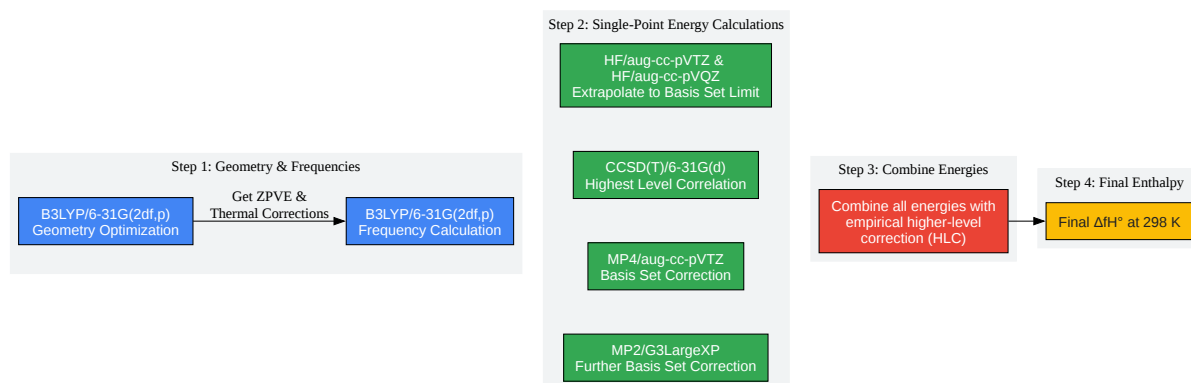 Step 1: Geometry & Frequencies
B3LYP/6-31G(2df,p)
Geometry Optimization
Get ZPVE &
Thermal Corrections
B3LYP/6-31G(2df,p)
Frequency Calculation
Step 2: Single-Point Energy Calculations
HF/aug-cc-pVTZ &
HF/aug-cc-pVQZ
Extrapolate to Basis Set Limit
CCSD(T)/6-31G(d)
Highest Level Correlation
MP4/aug-cc-pVTZ
Basis Set Correction
MP2/G3LargeXP
Further Basis Set Correction
Step 3: Combine Energies
Combine all energies with
empirical higher-level
correction (HLC)
Step 4: Final Enthalpy
Final ΔfH° at 298 K